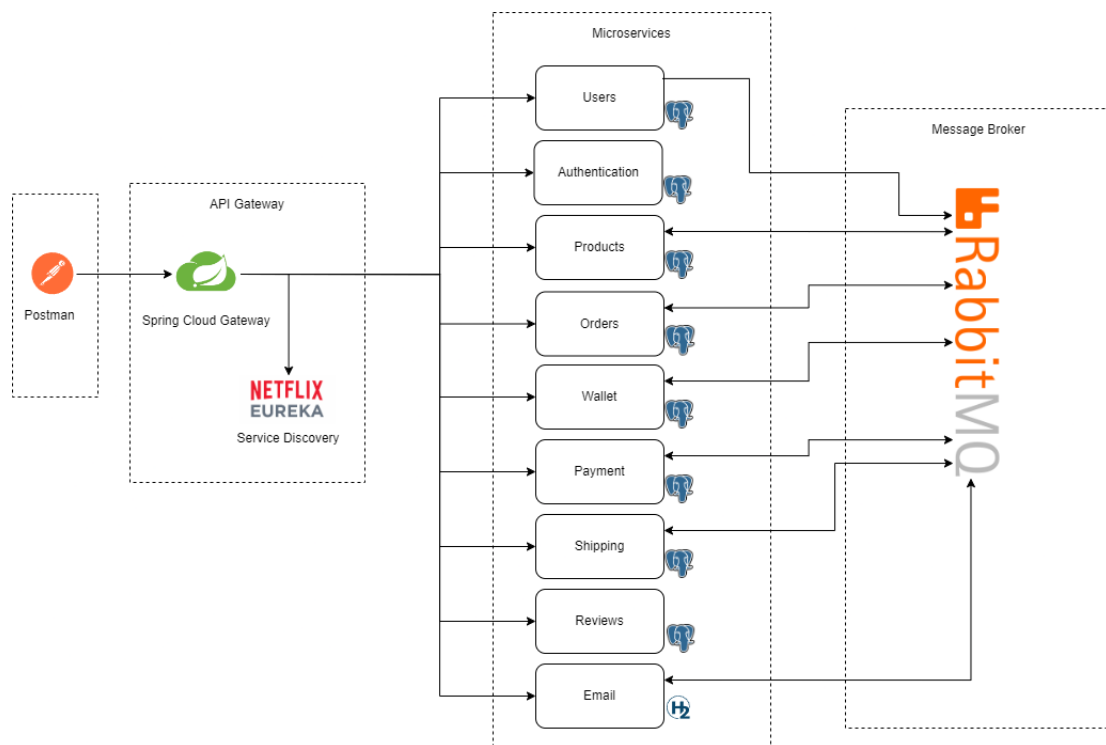 Microservices
Users
Message Broker
Authentication
API Gateway
Products
RabbitMQ
Postman
Spring Cloud Gateway
Orders
NETFLIX
EUREKA
Service Discovery
Wallet
Payment
Shipping
Reviews
Email
H2